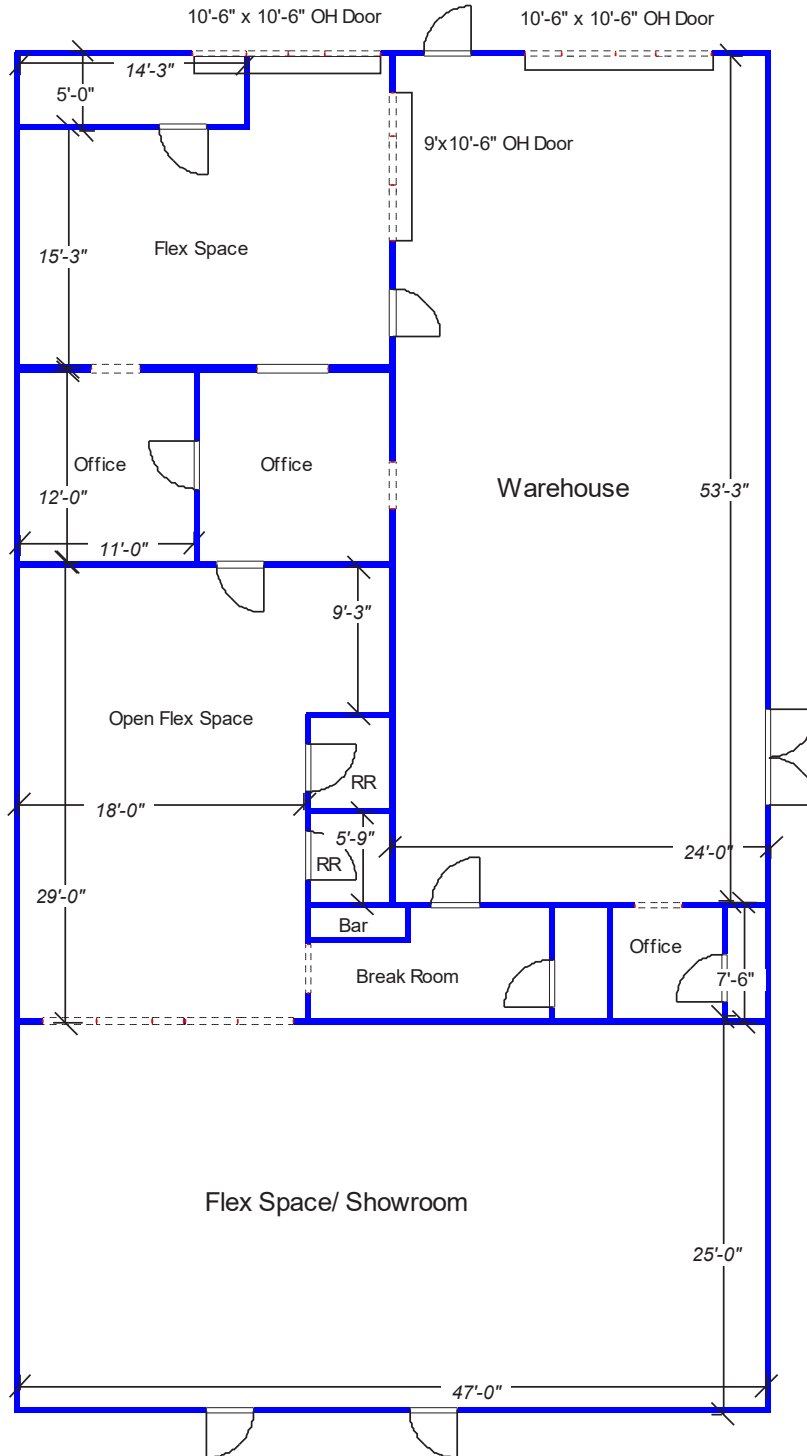 10'-6" x 10'-6" OH Door
10'-6" x 10'-6" OH Door
14'-3"
5'-0"
9'x10'-6" OH Door
Flex Space
15'-3"
Office
Office
Warehouse
53'-3"
12'-0"
11'-0"
9'-3"
Open Flex Space
RR
18'-0"
5'-9"
24'-0"
RR
29'-0"
Bar
Office
Break Room
7'-6"
Flex Space/ Showroom
25'-0"
47'-0"